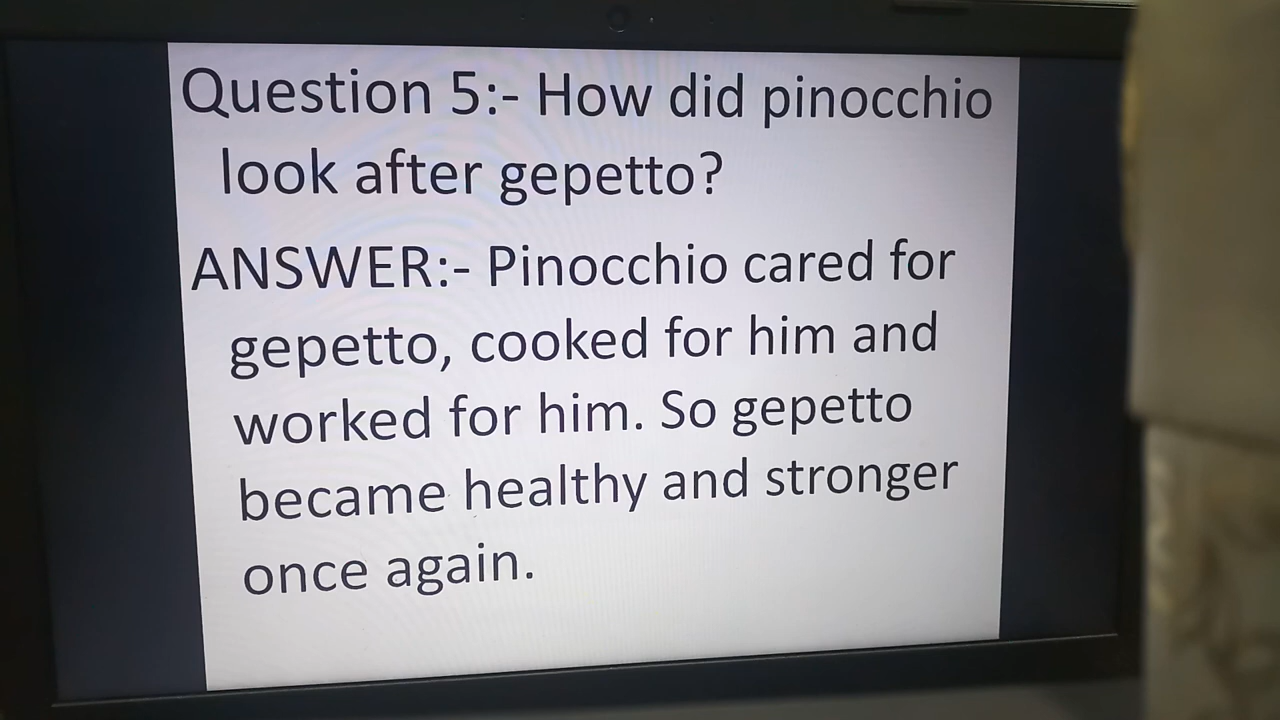 Question 5:- How did pinocchio
look after gepetto?
ANSWER:- Pinocchio cared for
gepetto, cooked for him and
worked for him. So gepetto
became healthy and stronger
once again.